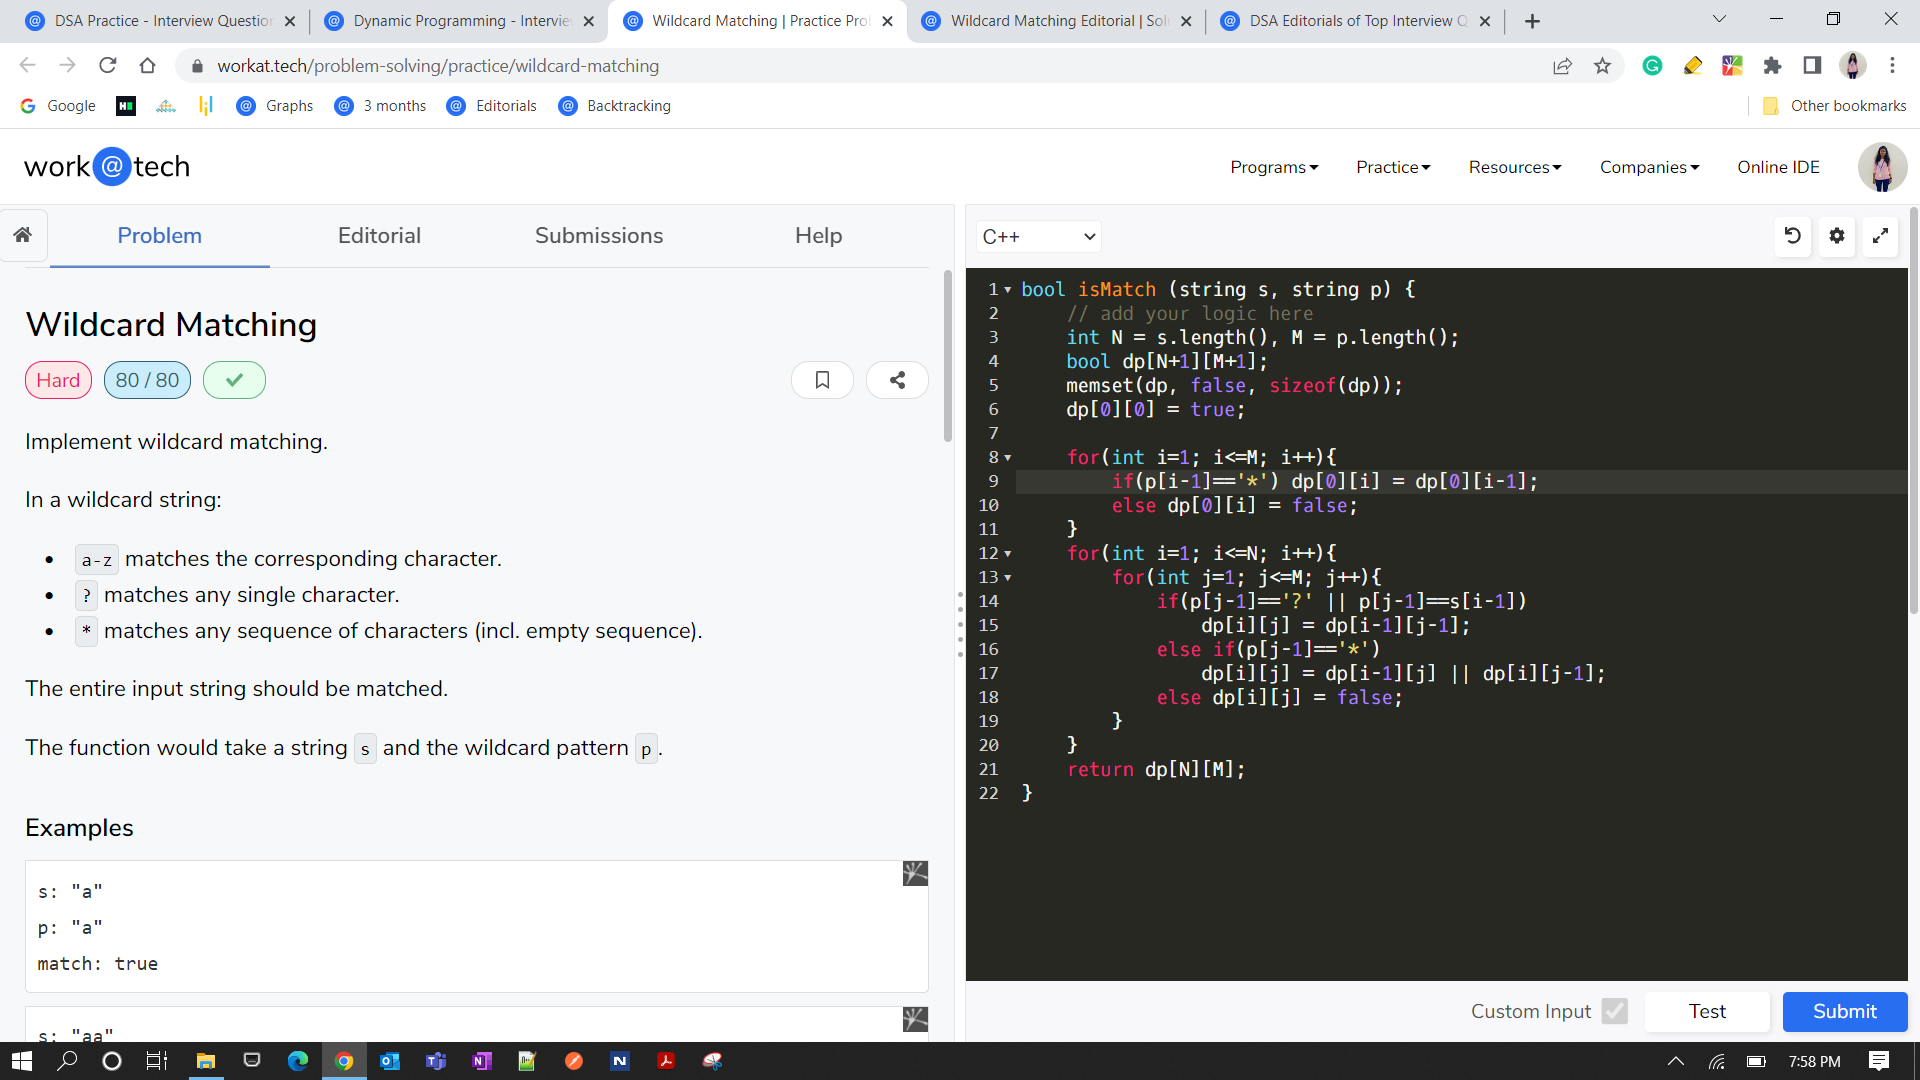 DSA Practice - Interview Question
Dynamic Programming - Interview
Wildcard Matching | Practice Pro
Wildcard Matching Editorial | Sol
DSA Editorials of Top Interview Q
workat.tech/problem-solving/practice/wildcard-matching
Google
Graphs
3 months
Editorials
Backtracking
Other bookmarks
work@tech
Programs
Practice
Resources
Companies
Online IDE
Problem
Editorial
Submissions
Help
C++
Wildcard Matching
Hard
80 / 80
Implement wildcard matching.
In a wildcard string:
• a-z matches the corresponding character.
• ? matches any single character.
• * matches any sequence of characters (incl. empty sequence).
The entire input string should be matched.
The function would take a string s and the wildcard pattern p.
Examples
s: "a"
p: "a"
match: true
s: "aa"
1 bool isMatch (string s, string p) {
2     // add your logic here
3     int N = s.length(), M = p.length();
4     bool dp[N+1][M+1];
5     memset(dp, false, sizeof(dp));
6     dp[0][0] = true;
7
8     for(int i=1; i<=M; i++){
9         if(p[i-1]=='*') dp[0][i] = dp[0][i-1];
10         else dp[0][i] = false;
11     }
12     for(int i=1; i<=N; i++){
13         for(int j=1; j<=M; j++){
14             if(p[j-1]=='?' || p[j-1]==s[i-1])
15                 dp[i][j] = dp[i-1][j-1];
16             else if(p[j-1]=='*')
17                 dp[i][j] = dp[i-1][j] || dp[i][j-1];
18             else dp[i][j] = false;
19         }
20     }
21     return dp[N][M];
22 }
Custom Input
Test
Submit
7:58 PM